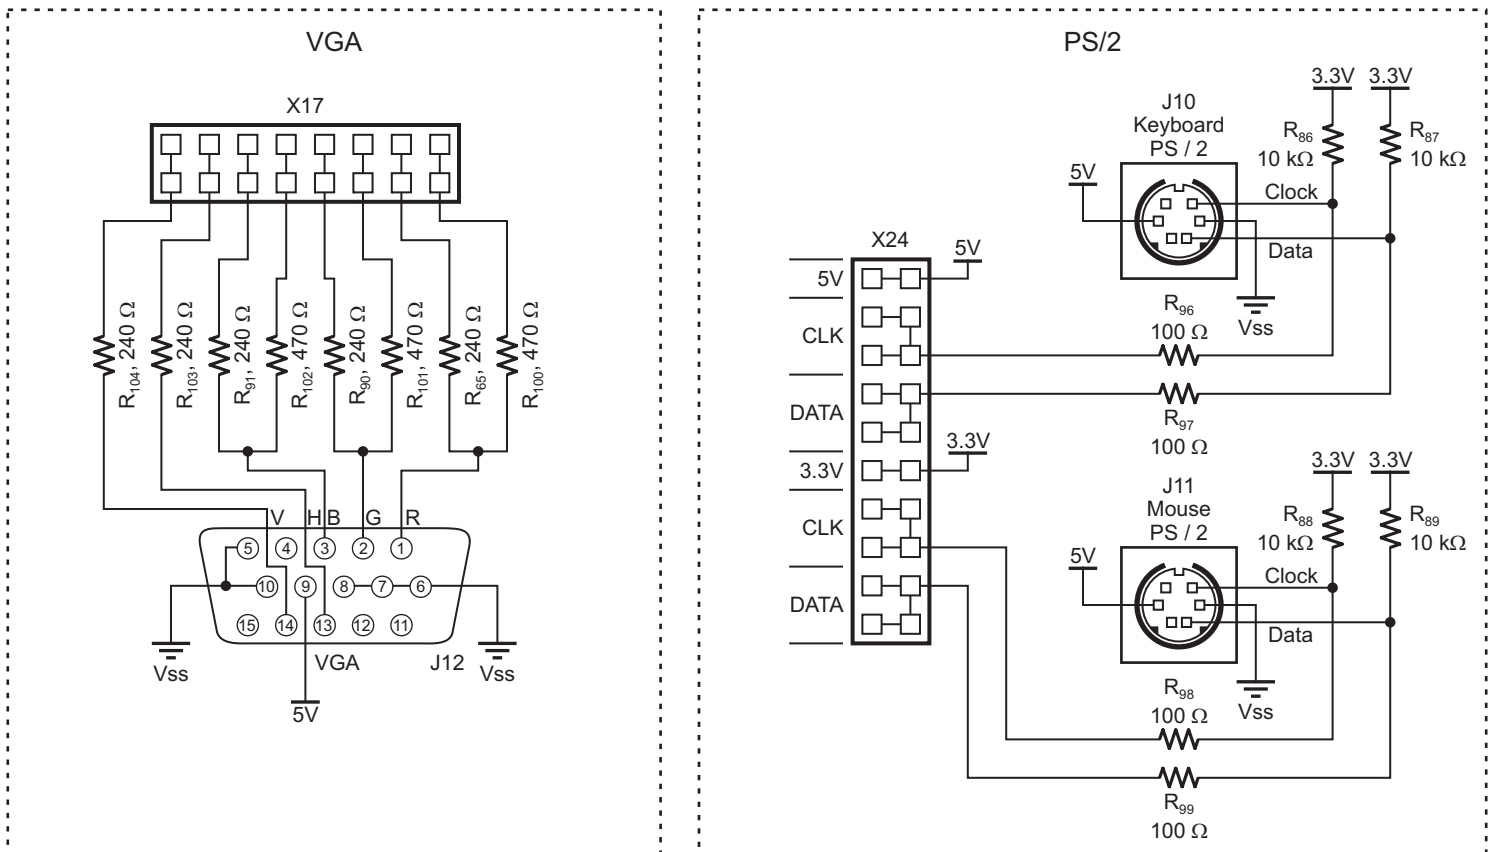 VGA
X17
R104, 240 Ω
R103, 240 Ω
R91, 240 Ω
R102, 470 Ω
R90, 240 Ω
R101, 470 Ω
R65, 240 Ω
R100, 470 Ω
V
H
B
G
R
5
4
3
2
1
10
9
8
7
6
15
14
13
12
11
Vss
VGA
J12
Vss
5V
PS/2
X24
5V
5V
CLK
DATA
3.3V
3.3V
CLK
DATA
J10
Keyboard
PS / 2
5V
Clock
Data
Vss
3.3V
3.3V
R86
10 kΩ
R87
10 kΩ
R96
100 Ω
R97
100 Ω
J11
Mouse
PS / 2
5V
Clock
Data
Vss
3.3V
3.3V
R88
10 kΩ
R89
10 kΩ
R98
100 Ω
R99
100 Ω